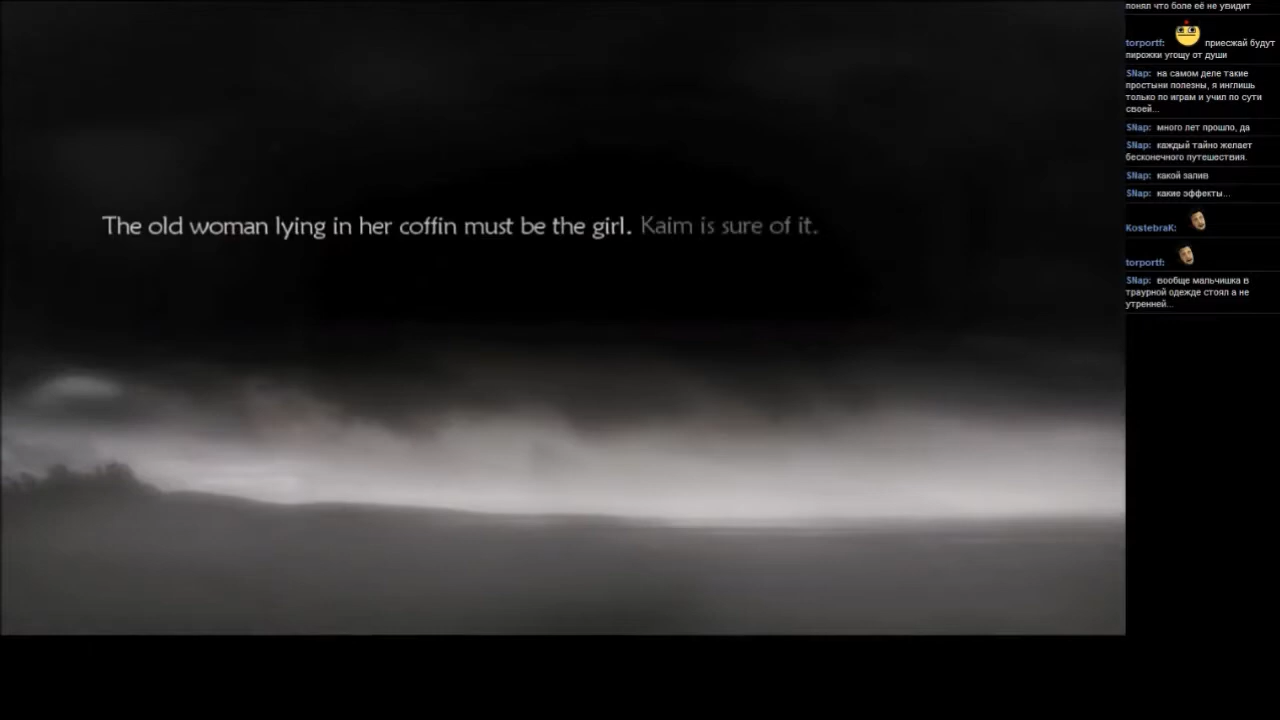 The old woman lying in her coffin must be the girl. Kaim is sure of it.
понял что боле её не увидит
torportf: приесжай будут
пирожки угощу от души
SNap: на самом деле такие
простыни полезны, я инглишь
только по играм и учил по сути
своей...
SNap: много лет прошло, да
SNap: каждый тайно желает
бесконечного путешествия.
SNap: какой залив
SNap: какие эффекты...
KostebraK:
torportf:
SNap: вообще мальчишка в
траурной одежде стоял а не
утренней...